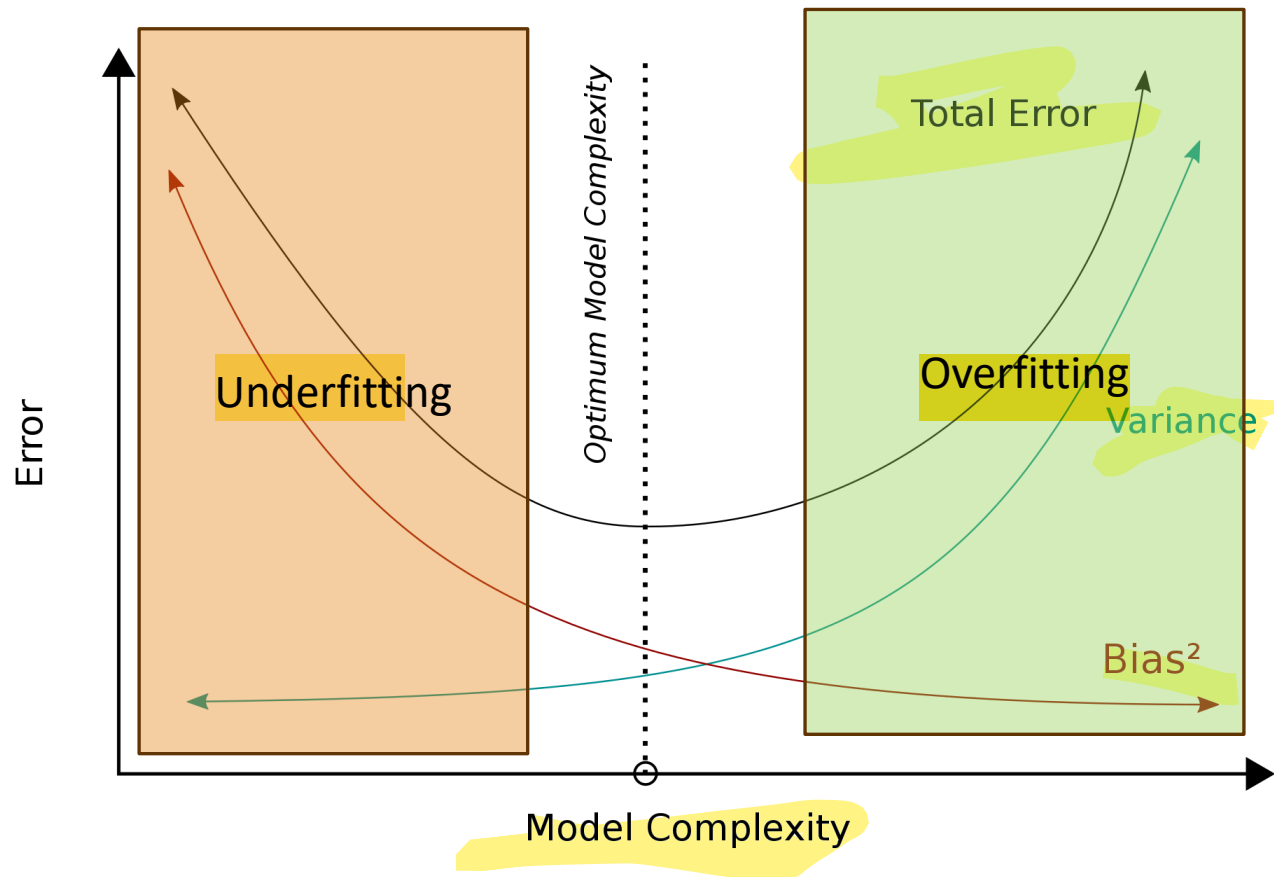 Optimum Model Complexity
Total Error
Underfitting
Overfitting
Variance
Error
Bias²
Model Complexity